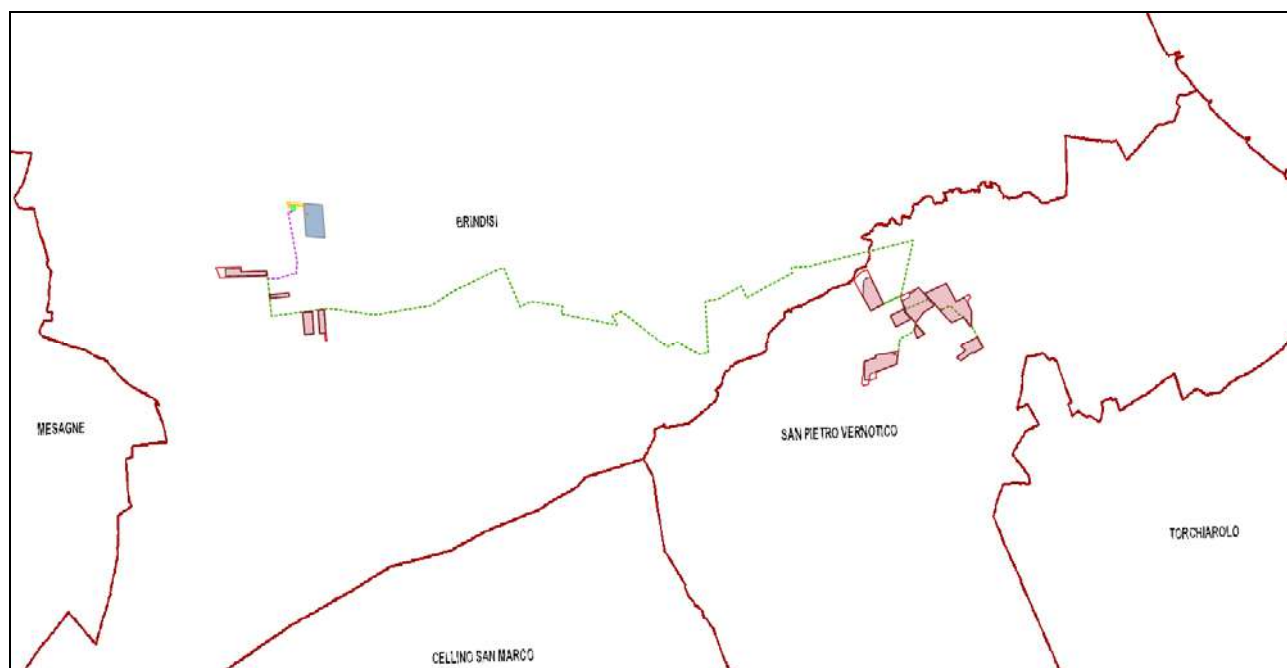 BRINDISI
MESAGNE
SAN PIETRO VERNOTICO
TORCHIAROLO
CELLINO SAN MARCO